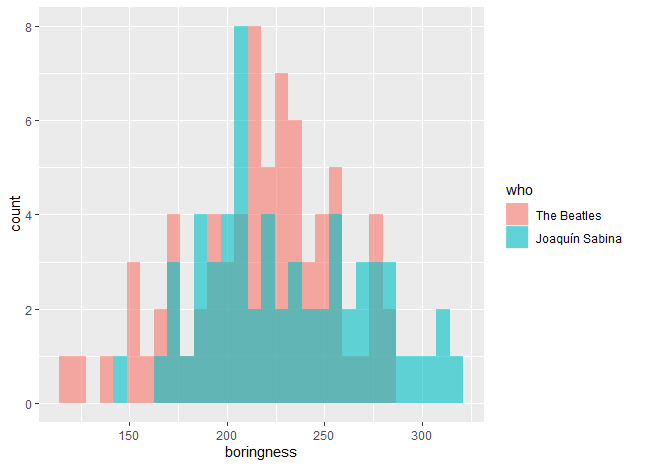 8
6
4
2
0
count
150 200 250 300
boringness
who
The Beatles
Joaquín Sabina